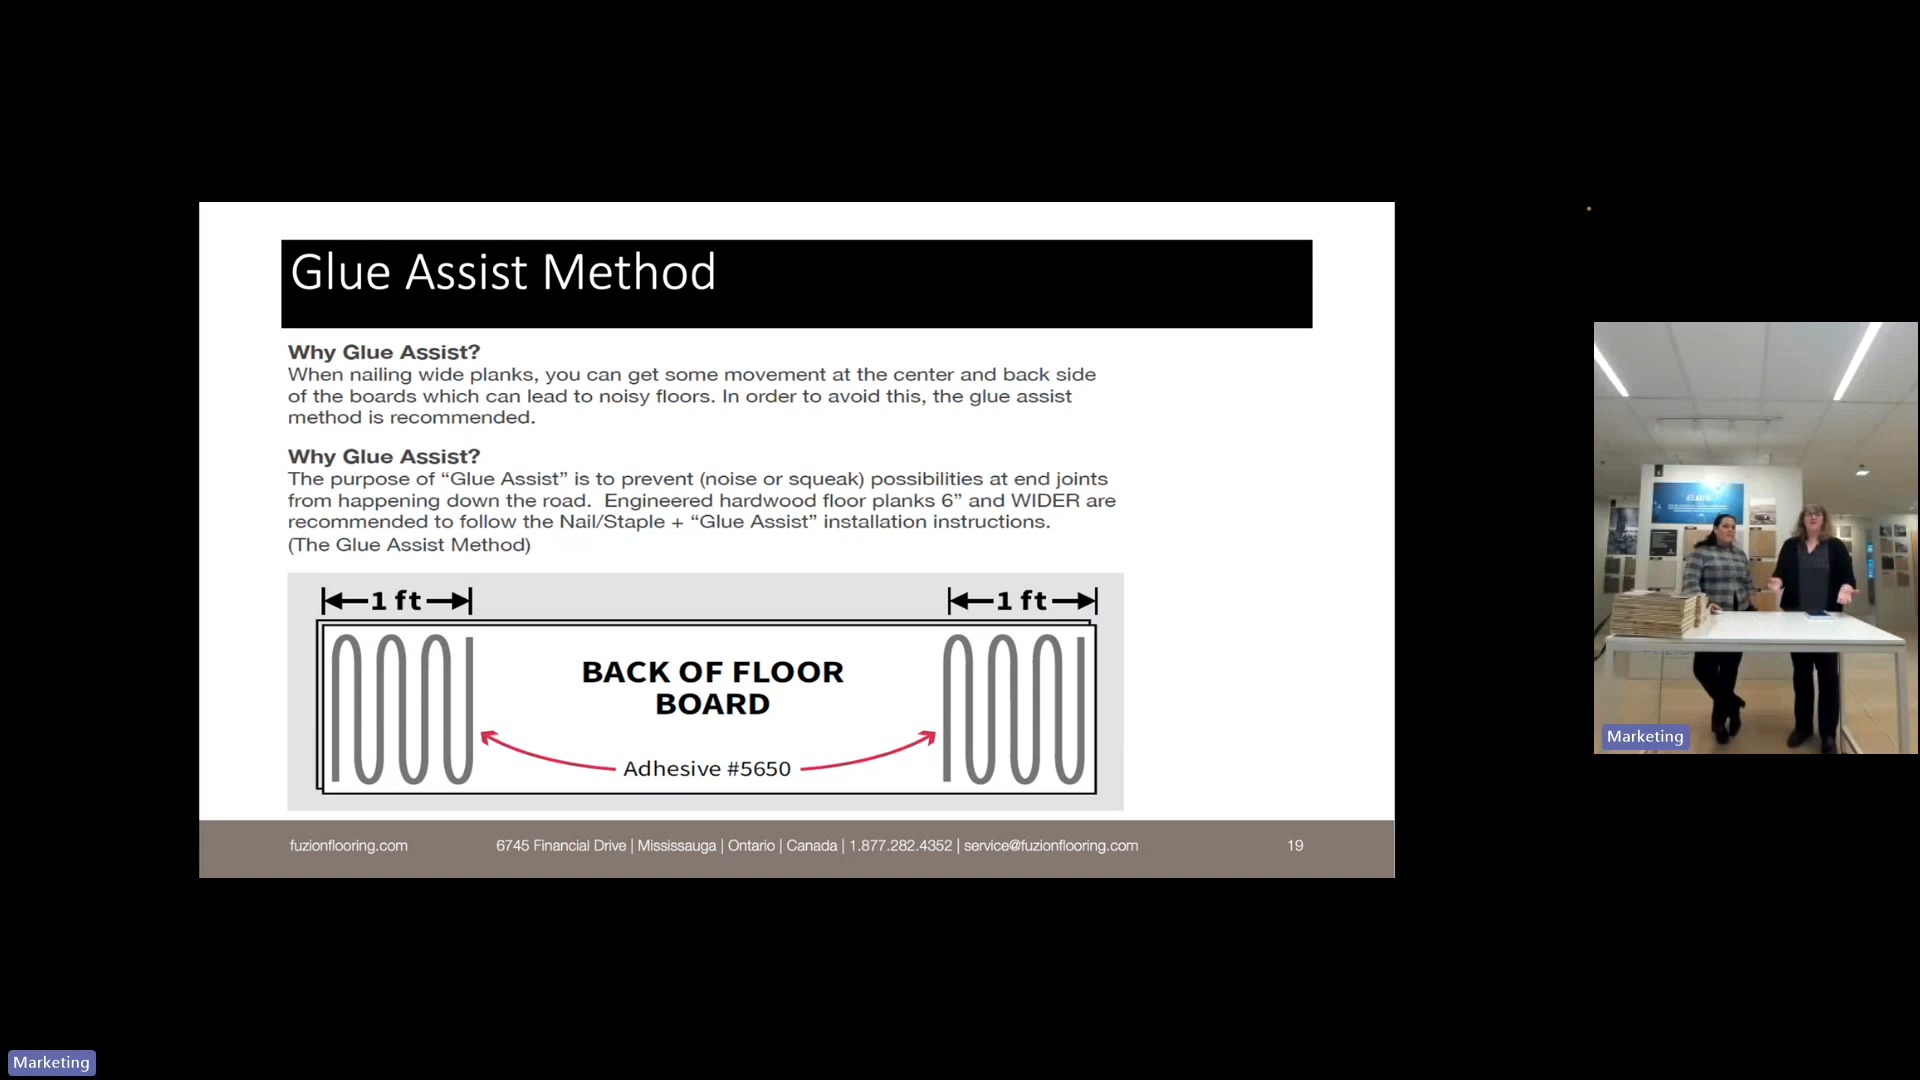 Glue Assist Method
Why Glue Assist?
When nailing wide planks, you can get some movement at the center and back side
of the boards which can lead to noisy floors. In order to avoid this, the glue assist
method is recommended.
Why Glue Assist?
The purpose of “Glue Assist” is to prevent (noise or squeak) possibilities at end joints
from happening down the road. Engineered hardwood floor planks 6” and WIDER are
recommended to follow the Nail/Staple + “Glue Assist” installation instructions.
(The Glue Assist Method)
1 ft 1 ft
BACK OF FLOOR
BOARD
Adhesive #5650
fuzionflooring.com 6745 Financial Drive | Mississauga | Ontario | Canada | 1.877.282.4352 | service@fuzionflooring.com 19
Marketing
Marketing